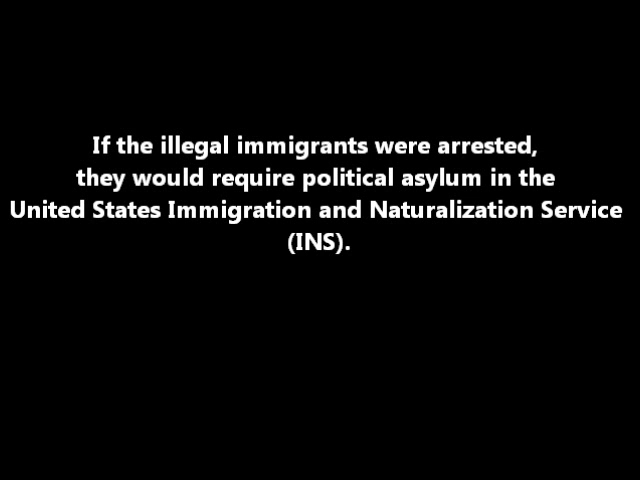 If the illegal immigrants were arrested,
they would require political asylum in the
United States Immigration and Naturalization Service
(INS).